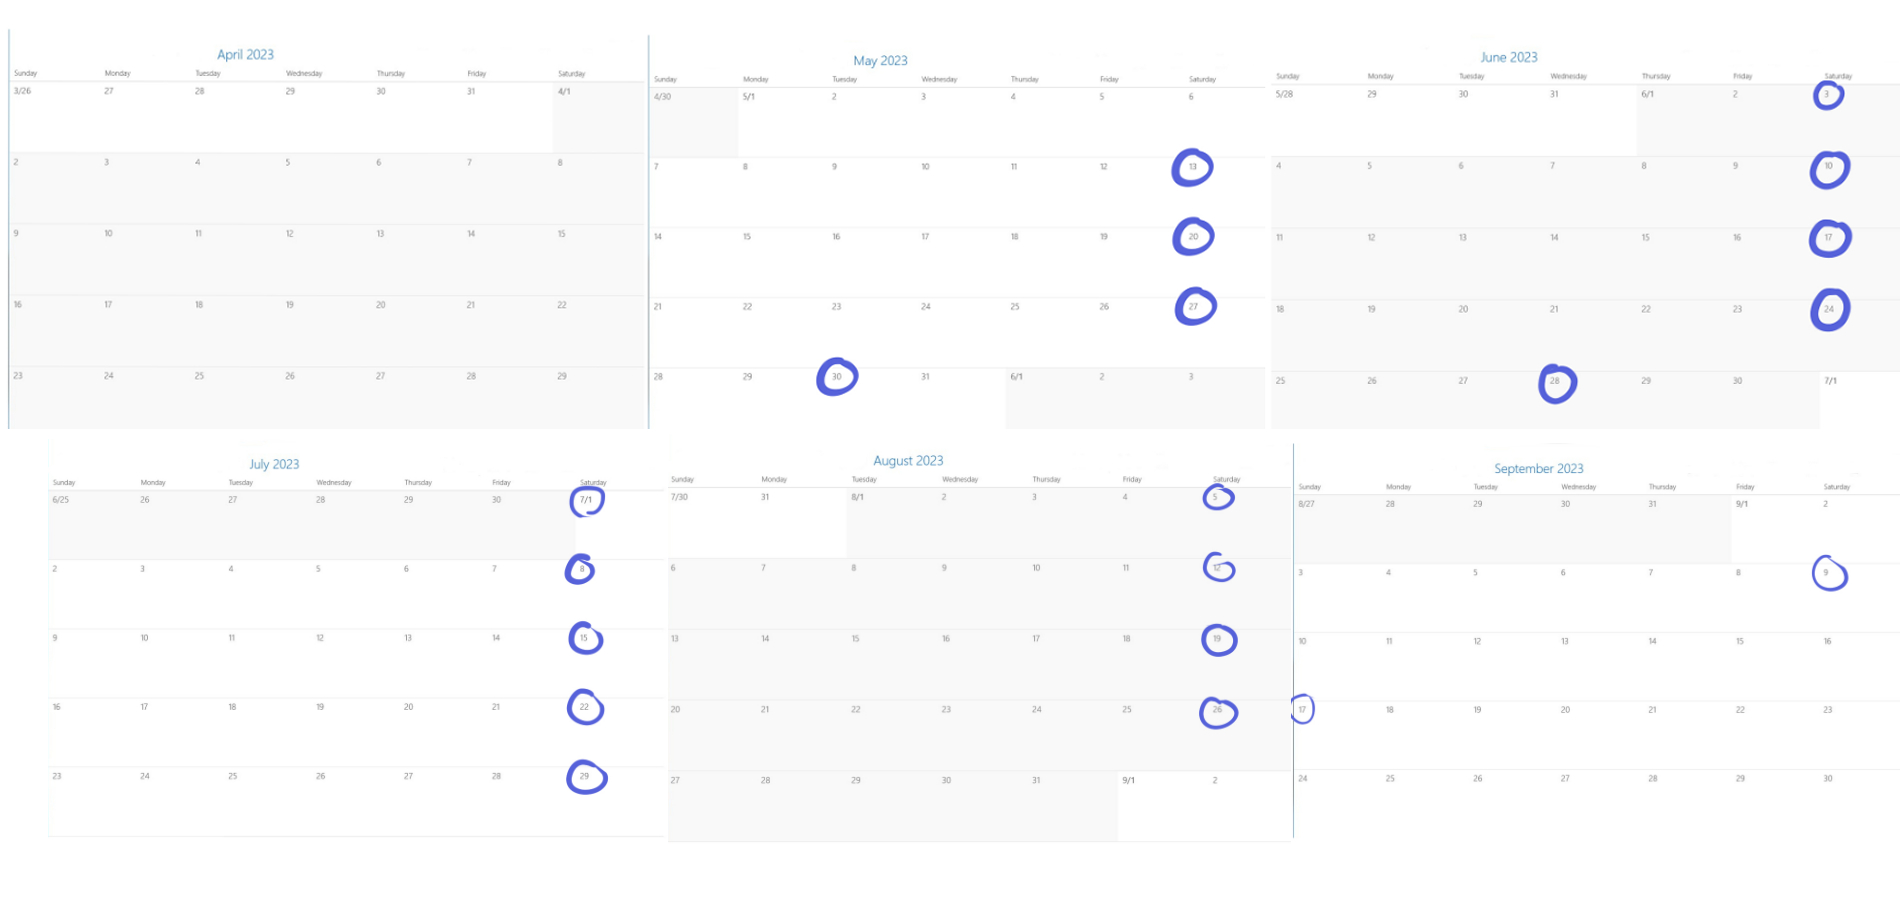 April 2023
Sunday Monday Tuesday Wednesday Thursday Friday Saturday
3/26 27 28 29 30 31 4/1
2 3 4 5 6 7 8
9 10 11 12 13 14 15
16 17 18 19 20 21 22
23 24 25 26 27 28 29
May 2023
Sunday Monday Tuesday Wednesday Thursday Friday Saturday
4/30 5/1 2 3 4 5 6
7 8 9 10 11 12 13
14 15 16 17 18 19 20
21 22 23 24 25 26 27
28 29 30 31 6/1 2 3
June 2023
Sunday Monday Tuesday Wednesday Thursday Friday Saturday
5/28 29 30 31 6/1 2 3
4 5 6 7 8 9 10
11 12 13 14 15 16 17
18 19 20 21 22 23 24
25 26 27 28 29 30 7/1
July 2023
Sunday Monday Tuesday Wednesday Thursday Friday Saturday
6/25 26 27 28 29 30 7/1
2 3 4 5 6 7 8
9 10 11 12 13 14 15
16 17 18 19 20 21 22
23 24 25 26 27 28 29
August 2023
Sunday Monday Tuesday Wednesday Thursday Friday Saturday
7/30 31 8/1 2 3 4 5
6 7 8 9 10 11 12
13 14 15 16 17 18 19
20 21 22 23 24 25 26
27 28 29 30 31 9/1 2
September 2023
Sunday Monday Tuesday Wednesday Thursday Friday Saturday
8/27 28 29 30 31 9/1 2
3 4 5 6 7 8 9
10 11 12 13 14 15 16
17 18 19 20 21 22 23
24 25 26 27 28 29 30